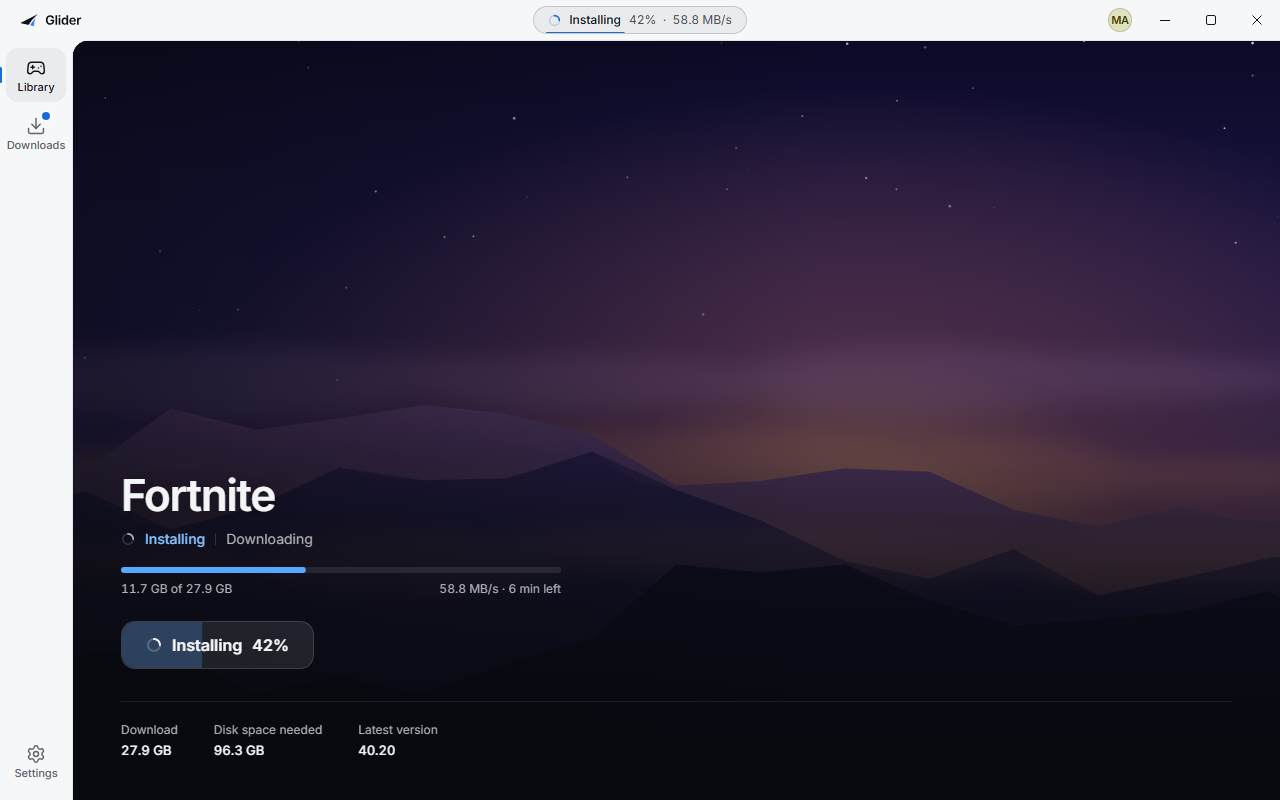 Glider
Installing 42% · 58.8 MB/s
MA
Library
Downloads
Fortnite
Installing Downloading
11.7 GB of 27.9 GB 58.8 MB/s · 6 min left
Installing 42%
Download Disk space needed Latest version
27.9 GB 96.3 GB 40.20
Settings